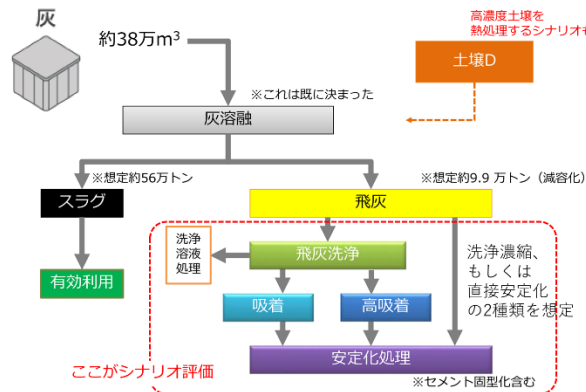 灰
約38万m³
高濃度土壌を
熱処理するシナリオも
土壌D
※これは既に決まった
灰溶融
※想定約56万トン
※想定約9.9 万トン（減容化）
スラグ
飛灰
洗浄
溶液
処理
飛灰洗浄
洗浄濃縮、
もしくは
直接安定化
の2種類を想定
有効利用
吸着
高吸着
安定化処理
ここがシナリオ評価
※セメント固型化含む